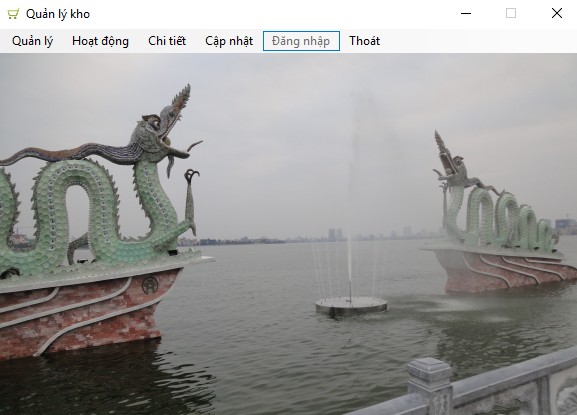 Quản lý kho
Quản lý Hoạt động Chi tiết Cập nhật Đăng nhập Thoát